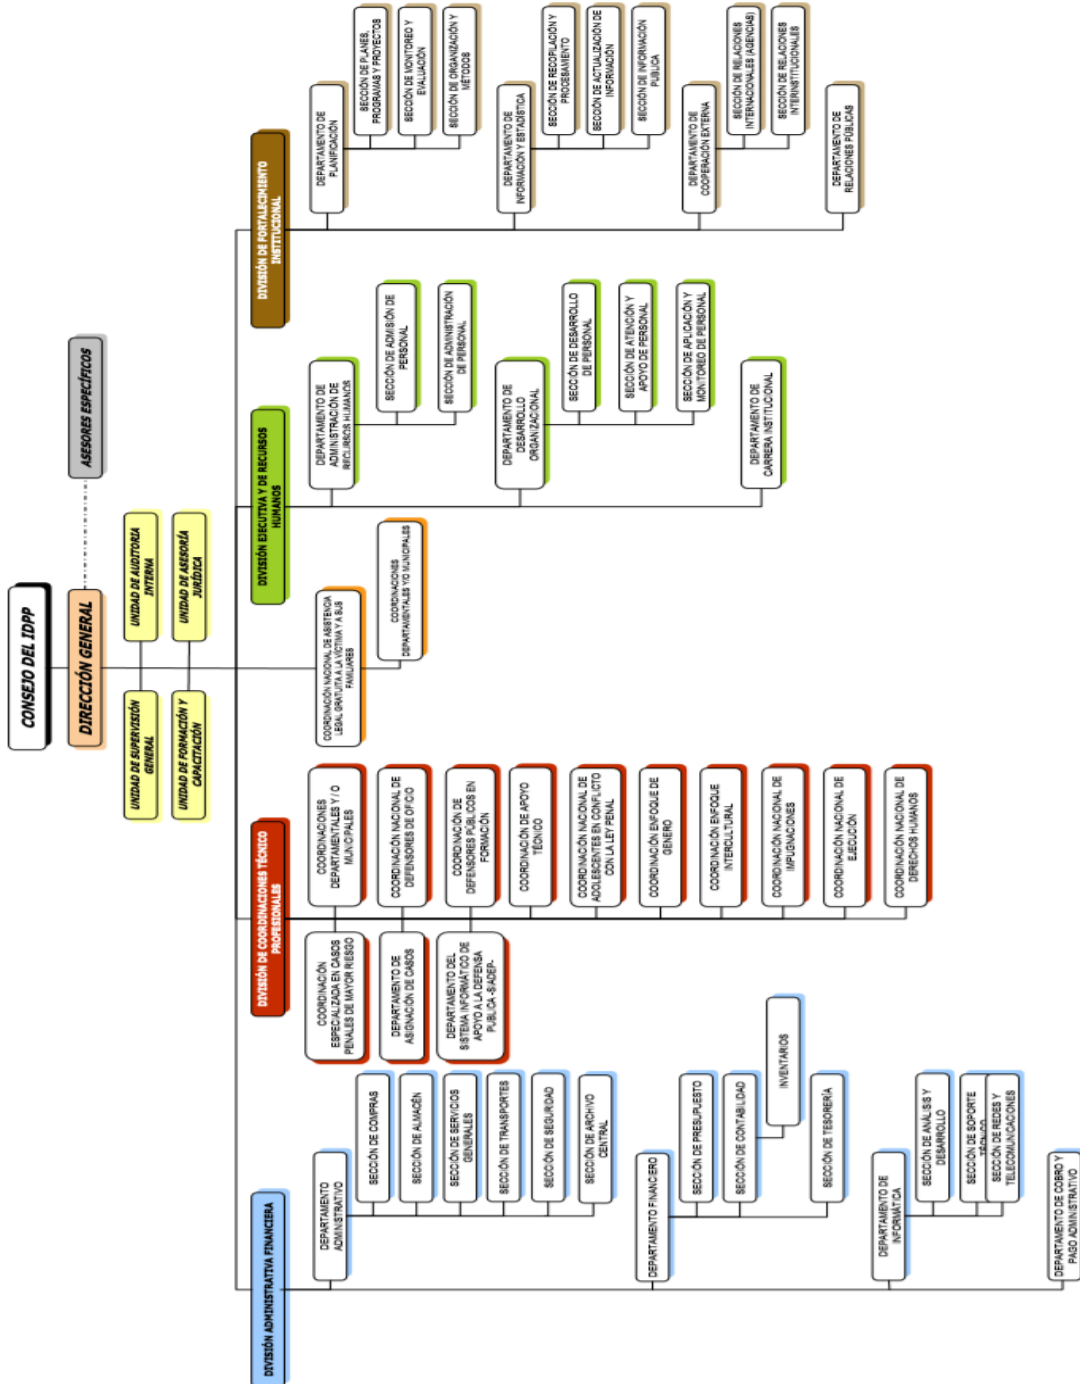 CONSEJO DEL IDPP
DIRECCIÓN GENERAL
ASESORES ESPECÍFICOS
UNIDAD DE SUPERVISIÓN
GENERAL
UNIDAD DE AUDITORIA
INTERNA
UNIDAD DE FORMACIÓN Y
CAPACITACIÓN
UNIDAD DE ASESORÍA
JURÍDICA
DIVISIÓN ADMINISTRATIVA FINANCIERA
DEPARTAMENTO
ADMINISTRATIVO
SECCIÓN DE COMPRAS
SECCIÓN DE ALMACÉN
SECCIÓN DE SERVICIOS
GENERALES
SECCIÓN DE TRANSPORTES
SECCIÓN DE SEGURIDAD
SECCIÓN DE ARCHIVO
CENTRAL
DEPARTAMENTO FINANCIERO
SECCIÓN DE PRESUPUESTO
SECCIÓN DE CONTABILIDAD
INVENTARIOS
SECCIÓN DE TESORERÍA
DEPARTAMENTO DE
INFORMÁTICA
SECCIÓN DE ANÁLISIS Y
DESARROLLO
SECCIÓN DE SOPORTE
TÉCNICO
SECCIÓN DE REDES Y
TELECOMUNICACIONES
DEPARTAMENTO DE COBRO Y
PAGO ADMINISTRATIVO
DIVISIÓN DE COORDINACIONES TÉCNICO
PROFESIONALES
COORDINACIÓN
ESPECIALIZADA EN CASOS
PENALES DE MAYOR RIESGO
DEPARTAMENTO DE
ASIGNACIÓN DE CASOS
DEPARTAMENTO DEL
SISTEMA INFORMÁTICO DE
APOYO A LA DEFENSA
PUBLICA -SIADEP-
COORDINACIONES
DEPARTAMENTALES Y / O
MUNICIPALES
COORDINACIÓN NACIONAL DE
DEFENSORES DE OFICIO
COORDINACIÓN DE
DEFENSORES PÚBLICOS EN
FORMACIÓN
COORDINACIÓN DE APOYO
TÉCNICO
COORDINACIÓN NACIONAL DE
ADOLESCENTES EN CONFLICTO
CON LA LEY PENAL
COORDINACIÓN ENFOQUE DE
GENERO
COORDINACIÓN ENFOQUE
INTERCULTURAL
COORDINACIÓN NACIONAL DE
IMPUGNACIONES
COORDINACIÓN NACIONAL DE
EJECUCIÓN
COORDINACIÓN NACIONAL DE
DERECHOS HUMANOS
COORDINACIÓN NACIONAL DE ASISTENCIA
LEGAL GRATUITA A LA VÍCTIMA Y A SUS
FAMILIARES
COORDINACIONES
DEPARTAMENTALES Y/O MUNICIPALES
DIVISIÓN EJECUTIVA Y DE RECURSOS
HUMANOS
DEPARTAMENTO DE
ADMINISTRACIÓN DE
RECURSOS HUMANOS
SECCIÓN DE ADMISIÓN DE
PERSONAL
SECCIÓN DE ADMINISTRACIÓN
DE PERSONAL
DEPARTAMENTO DE
DESARROLLO
ORGANIZACIONAL
SECCIÓN DE DESARROLLO
DE PERSONAL
SECCIÓN DE ATENCIÓN Y
APOYO DE PERSONAL
SECCIÓN DE APLICACIÓN Y
MONITOREO DE PERSONAL
DEPARTAMENTO DE
CARRERA INSTITUCIONAL
DIVISIÓN DE FORTALECIMIENTO
INSTITUCIONAL
DEPARTAMENTO DE
PLANIFICACIÓN
SECCIÓN DE PLANES,
PROGRAMAS Y PROYECTOS
SECCIÓN DE MONITOREO Y
EVALUACIÓN
SECCIÓN DE ORGANIZACIÓN Y
MÉTODOS
DEPARTAMENTO DE
INFORMACIÓN Y ESTADÍSTICA
SECCIÓN DE RECOPILACIÓN Y
PROCESAMIENTO
SECCIÓN DE ACTUALIZACIÓN DE
INFORMACIÓN
SECCIÓN DE INFORMACIÓN
PUBLICA
DEPARTAMENTO DE
COOPERACIÓN EXTERNA
SECCIÓN DE RELACIONES
INTERNACIONALES (AGENCIAS)
SECCIÓN DE RELACIONES
INTERINSTITUCIONALES
DEPARTAMENTO DE
RELACIONES PÚBLICAS